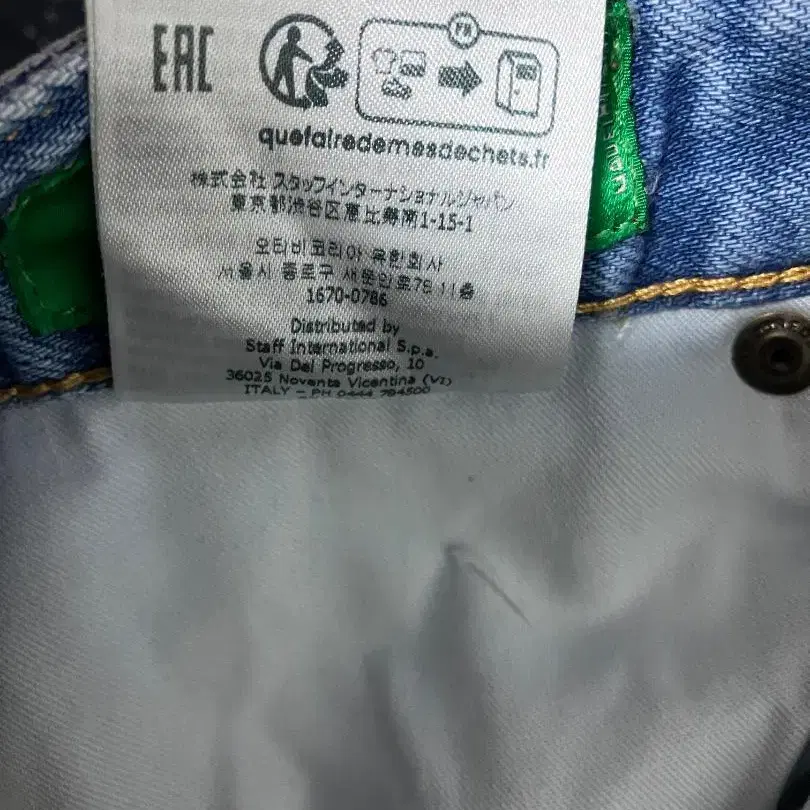 EAC
FR
quefairedemesdechets.fr
株式会社 スタッフインターナショナルジャパン
東京都渋谷区恵比寿南1-15-1
오티비코리아 유한회사
서울시 종로구 새문안로76 11층
1670-0786
Distributed by
Staff International S.p.a.
Via Del Progresso, 10
36025 Noventa Vicentina (VI)
ITALY - PH 0444 784500
MADE